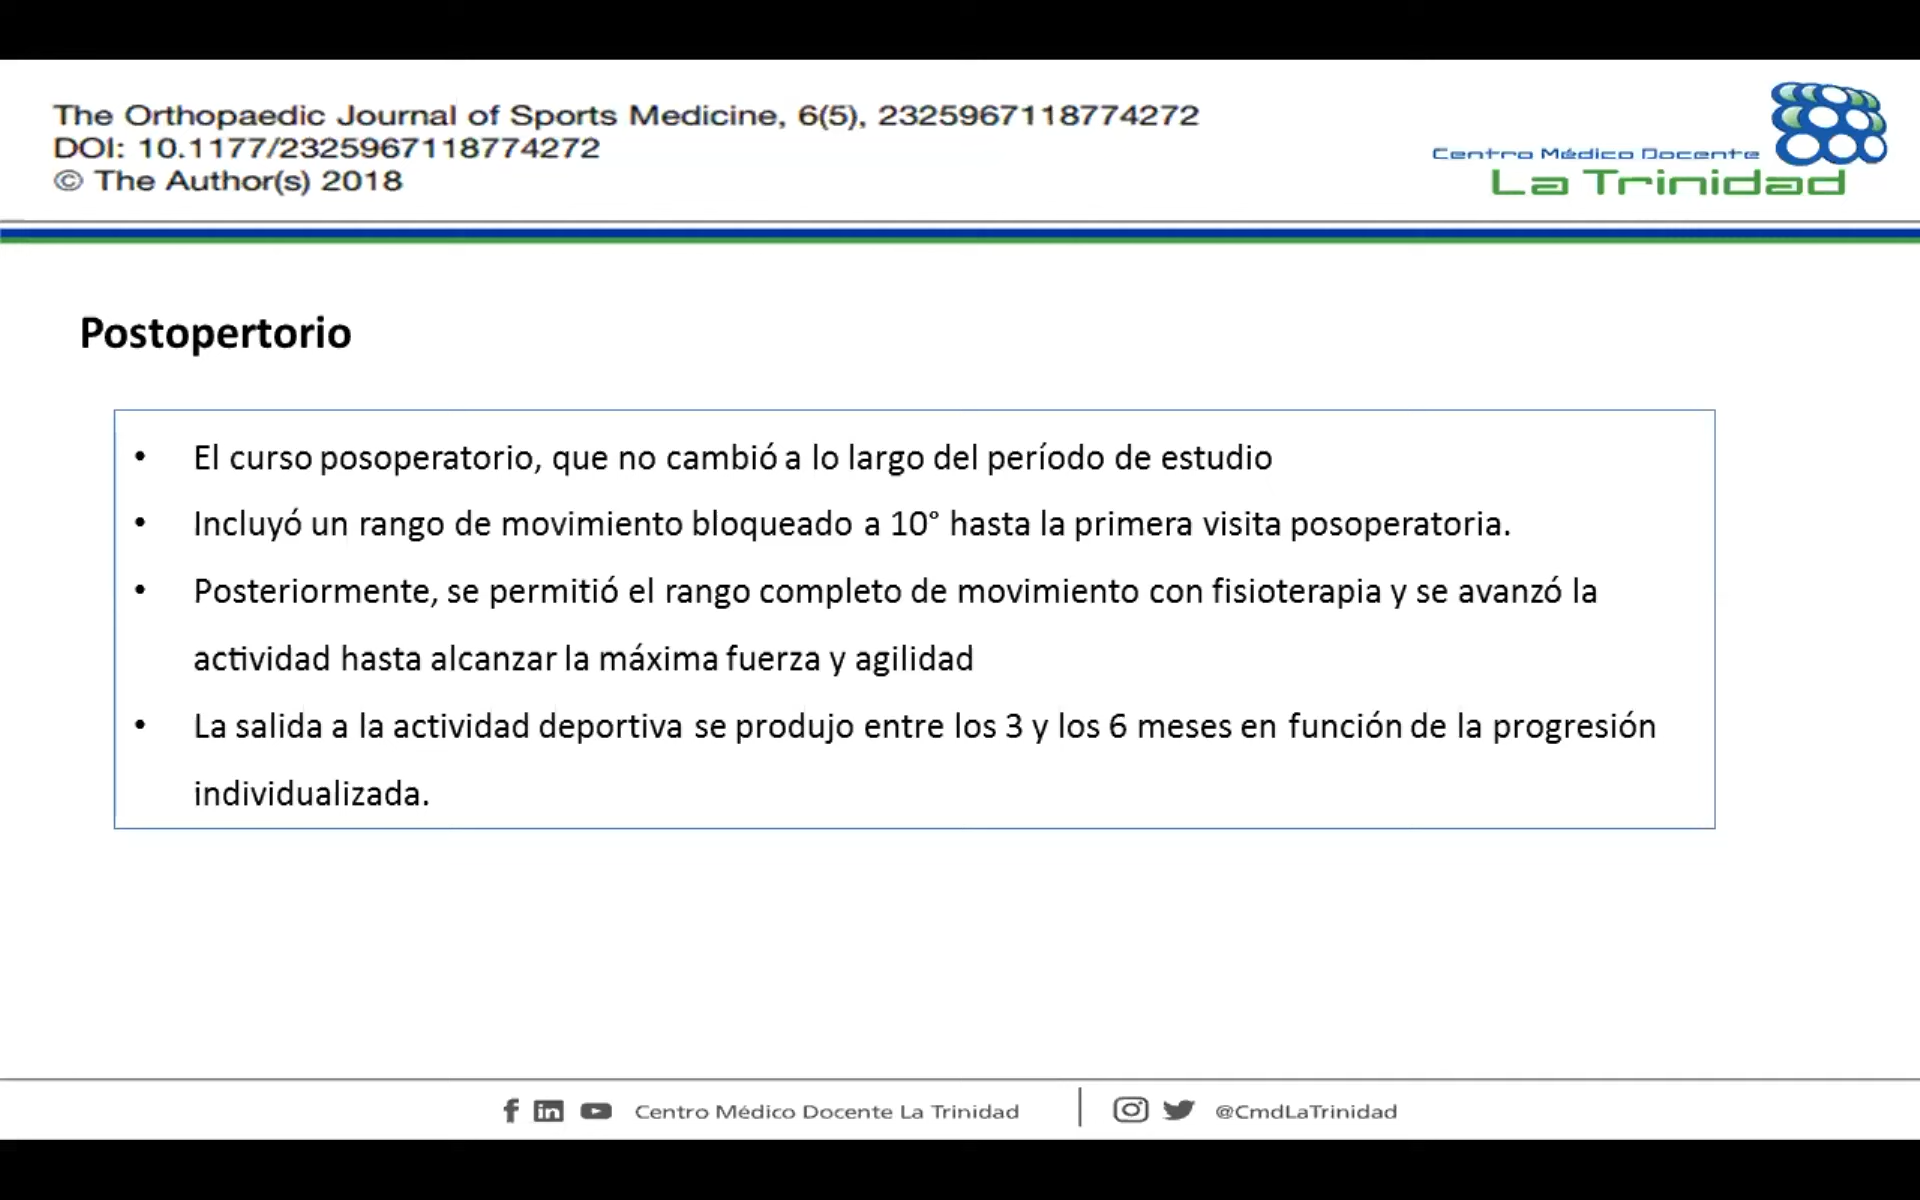 The Orthopaedic Journal of Sports Medicine, 6(5), 2325967118774272
DOI: 10.1177/2325967118774272
© The Author(s) 2018
Centro Médico Docente
La Trinidad
Postopertorio
• El curso posoperatorio, que no cambió a lo largo del período de estudio
• Incluyó un rango de movimiento bloqueado a 10° hasta la primera visita posoperatoria.
• Posteriormente, se permitió el rango completo de movimiento con fisioterapia y se avanzó la
actividad hasta alcanzar la máxima fuerza y agilidad
• La salida a la actividad deportiva se produjo entre los 3 y los 6 meses en función de la progresión
individualizada.
Centro Médico Docente La Trinidad
@CmdLaTrinidad